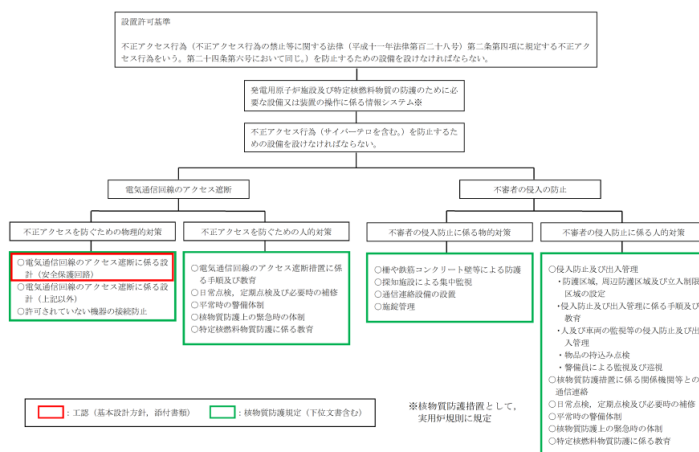 設置許可基準
不正アクセス行為（不正アクセス行為の禁止等に関する法律（平成十一年法律第百二十八号）第二条第四項に規定する不正アク
セス行為をいう。第二十四条第六号において同じ。）を防止するための設備を設けなければならない。
発電用原子炉施設及び特定核燃料物質の防護のために必
要な設備又は装置の操作に係る情報システム※
不正アクセス行為（サイバーテロを含む。）を防止するた
めの設備を設けなければならない。
電気通信回線のアクセス遮断
不審者の侵入の防止
不正アクセスを防ぐための物理的対策
不正アクセスを防ぐための人的対策
不審者の侵入防止に係る物的対策
不審者の侵入防止に係る人的対策
○電気通信回線のアクセス遮断に係る設
計（安全保護回路）
○電気通信回線のアクセス遮断に係る設
計（上記以外）
○許可されていない機器の接続防止
○電気通信回線のアクセス遮断措置に係
る手順及び教育
○日常点検，定期点検及び必要時の補修
○平常時の警備体制
○核物質防護上の緊急時の体制
○特定核燃料物質防護に係る教育
○柵や鉄筋コンクリート壁等による防護
○探知施設による集中監視
○通信連絡設備の設置
○施錠管理
○侵入防止及び出入管理
・防護区域，周辺防護区域及び立入制限
区域の設定
・侵入防止及び出入管理に係る手順及び
教育
・人及び車両の監視等の侵入防止及び出
入管理
・物品の持込み点検
・警備員による監視及び巡視
○核物質防護措置に係る関係機関等との
通信連絡
○日常点検，定期点検及び必要時の補修
○平常時の警備体制
○核物質防護上の緊急時の体制
○特定核燃料物質防護に係る教育
：工認（基本設計方針，添付書類）
：核物質防護規定（下位文書含む）
※核物質防護措置として，
実用炉規則に規定